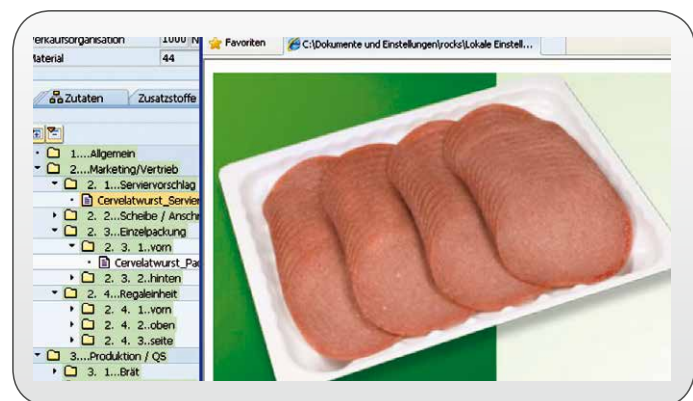 erkaufsorganisation 1000 N
Material 44
Favoriten C:\Dokumente und Einstellungen\rocks\Lokale Einstell...
Zutaten Zusatzstoffe
1....Allgemein
2....Marketing/Vertrieb
2. 1...Serviervorschlag
Cervelatwurst_Servier
2. 2...Scheibe / Anschn
2. 3...Einzelpackung
2. 3. 1..vorn
Cervelatwurst_Pac
2. 3. 2..hinten
2. 4...Regaleinheit
2. 4. 1..vorn
2. 4. 2..oben
2. 4. 3..seite
3....Produktion / QS
3. 1...Brät